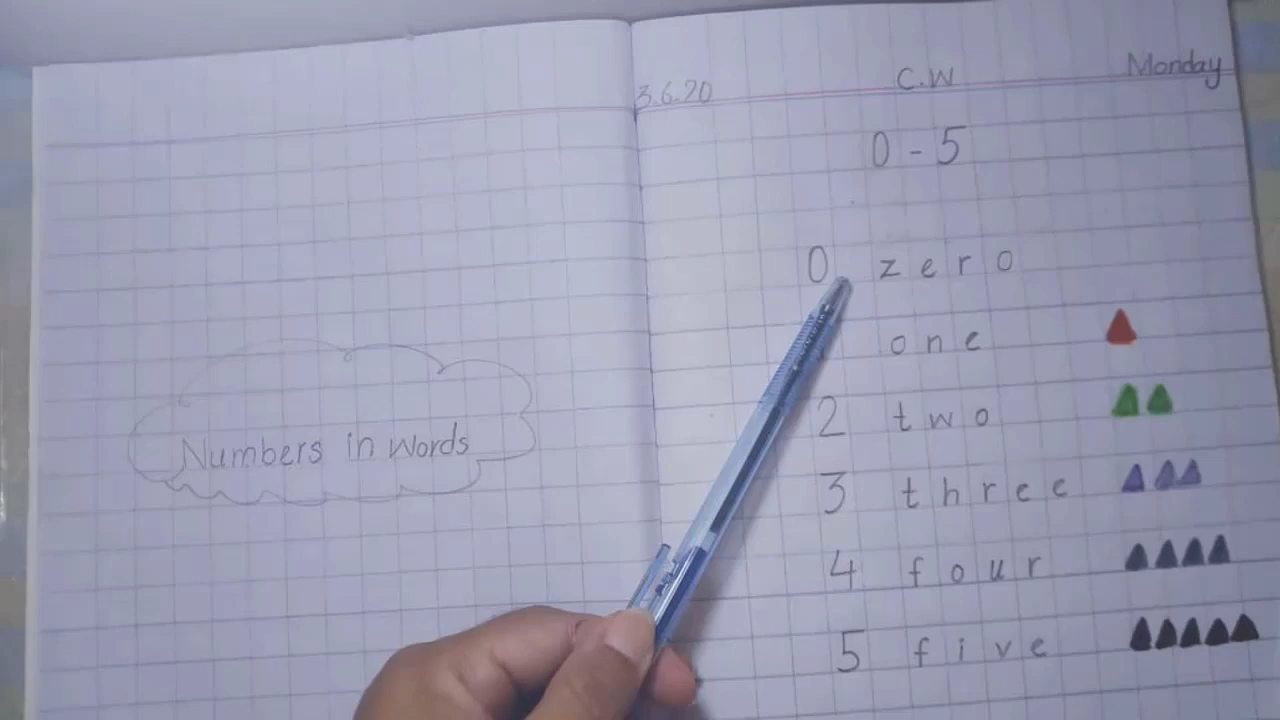 Numbers in Words
3.6.20 C.W Monday
0 - 5
0 zero
one
2 two
3 three
4 four
5 five